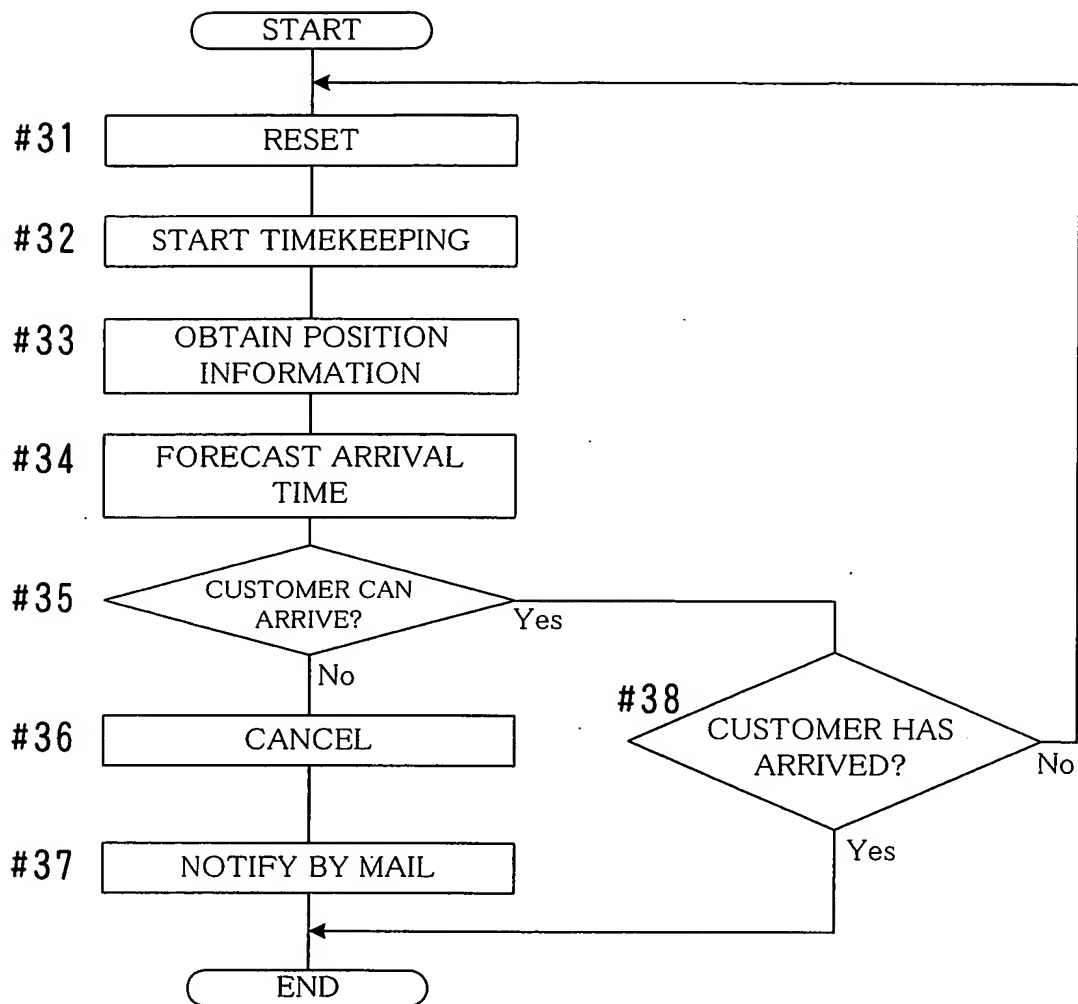 START
#31
RESET
#32
START TIMEKEEPING
#33
OBTAIN POSITION
INFORMATION
#34
FORECAST ARRIVAL
TIME
#35
CUSTOMER CAN
ARRIVE?
Yes
No
#38
CUSTOMER HAS
ARRIVED?
No
Yes
#36
CANCEL
#37
NOTIFY BY MAIL
END